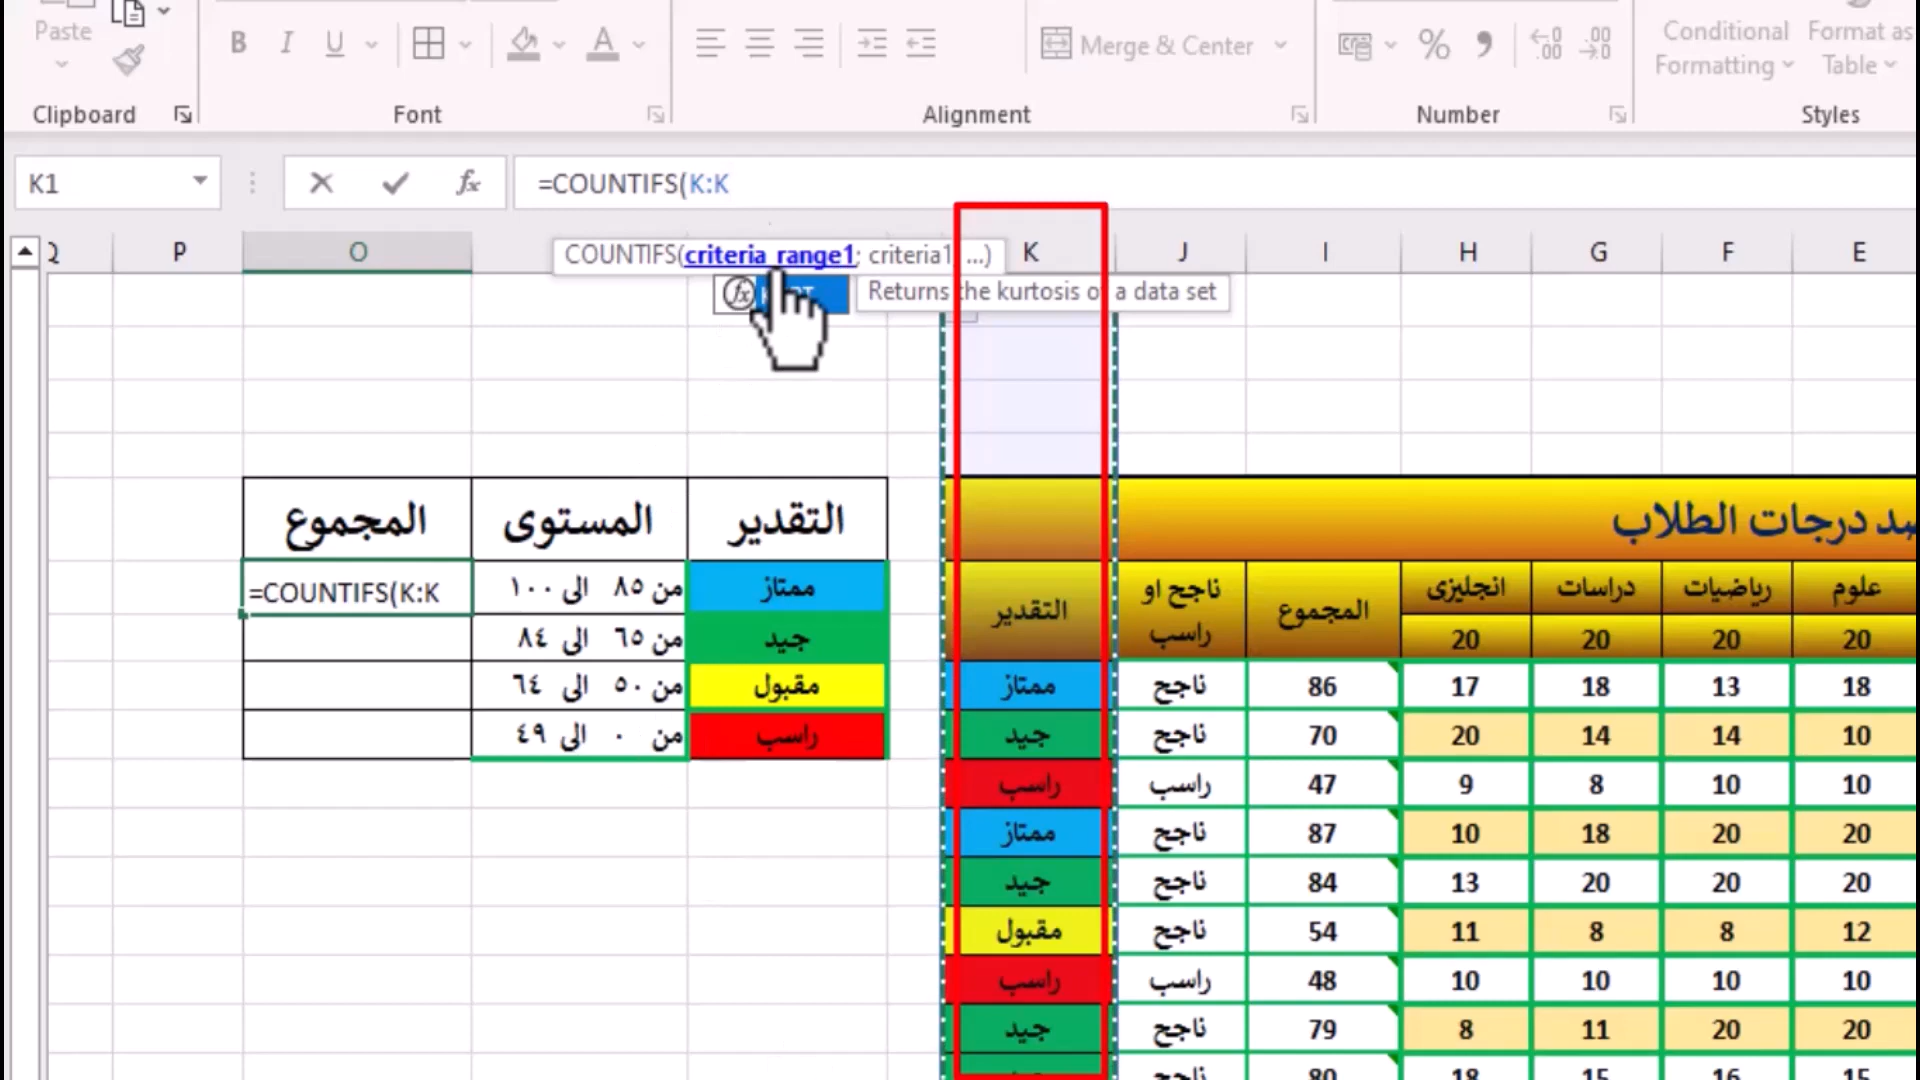 Paste
B I U
A
Merge & Center
%
Conditional Formatting
Format as Table
Clipboard
Font
Alignment
Number
Styles
K1
fx
=COUNTIFS(K:K
COUNTIFS(criteria_range1; criteria1; ...)
Returns the kurtosis of a data set
P O K J I H G F E
المجموع المستوى التقدير
=COUNTIFS(K:K من ٨٥ الى ١٠٠ ممتاز
من ٦٥ الى ٨٤ جيد
من ٥٠ الى ٦٤ مقبول
من ٠ الى ٤٩ راسب
درجات الطلاب
التقدير ناجح او راسب المجموع انجليزى دراسات رياضيات علوم
20 20 20 20
ممتاز ناجح 86 17 18 13 18
جيد ناجح 70 20 14 14 10
راسب راسب 47 9 8 10 10
ممتاز ناجح 87 10 18 20 20
جيد ناجح 84 13 20 20 20
مقبول ناجح 54 11 8 8 12
راسب راسب 48 10 10 10 10
جيد ناجح 79 8 11 20 20
جيد ناجح 80 18 15 16 15